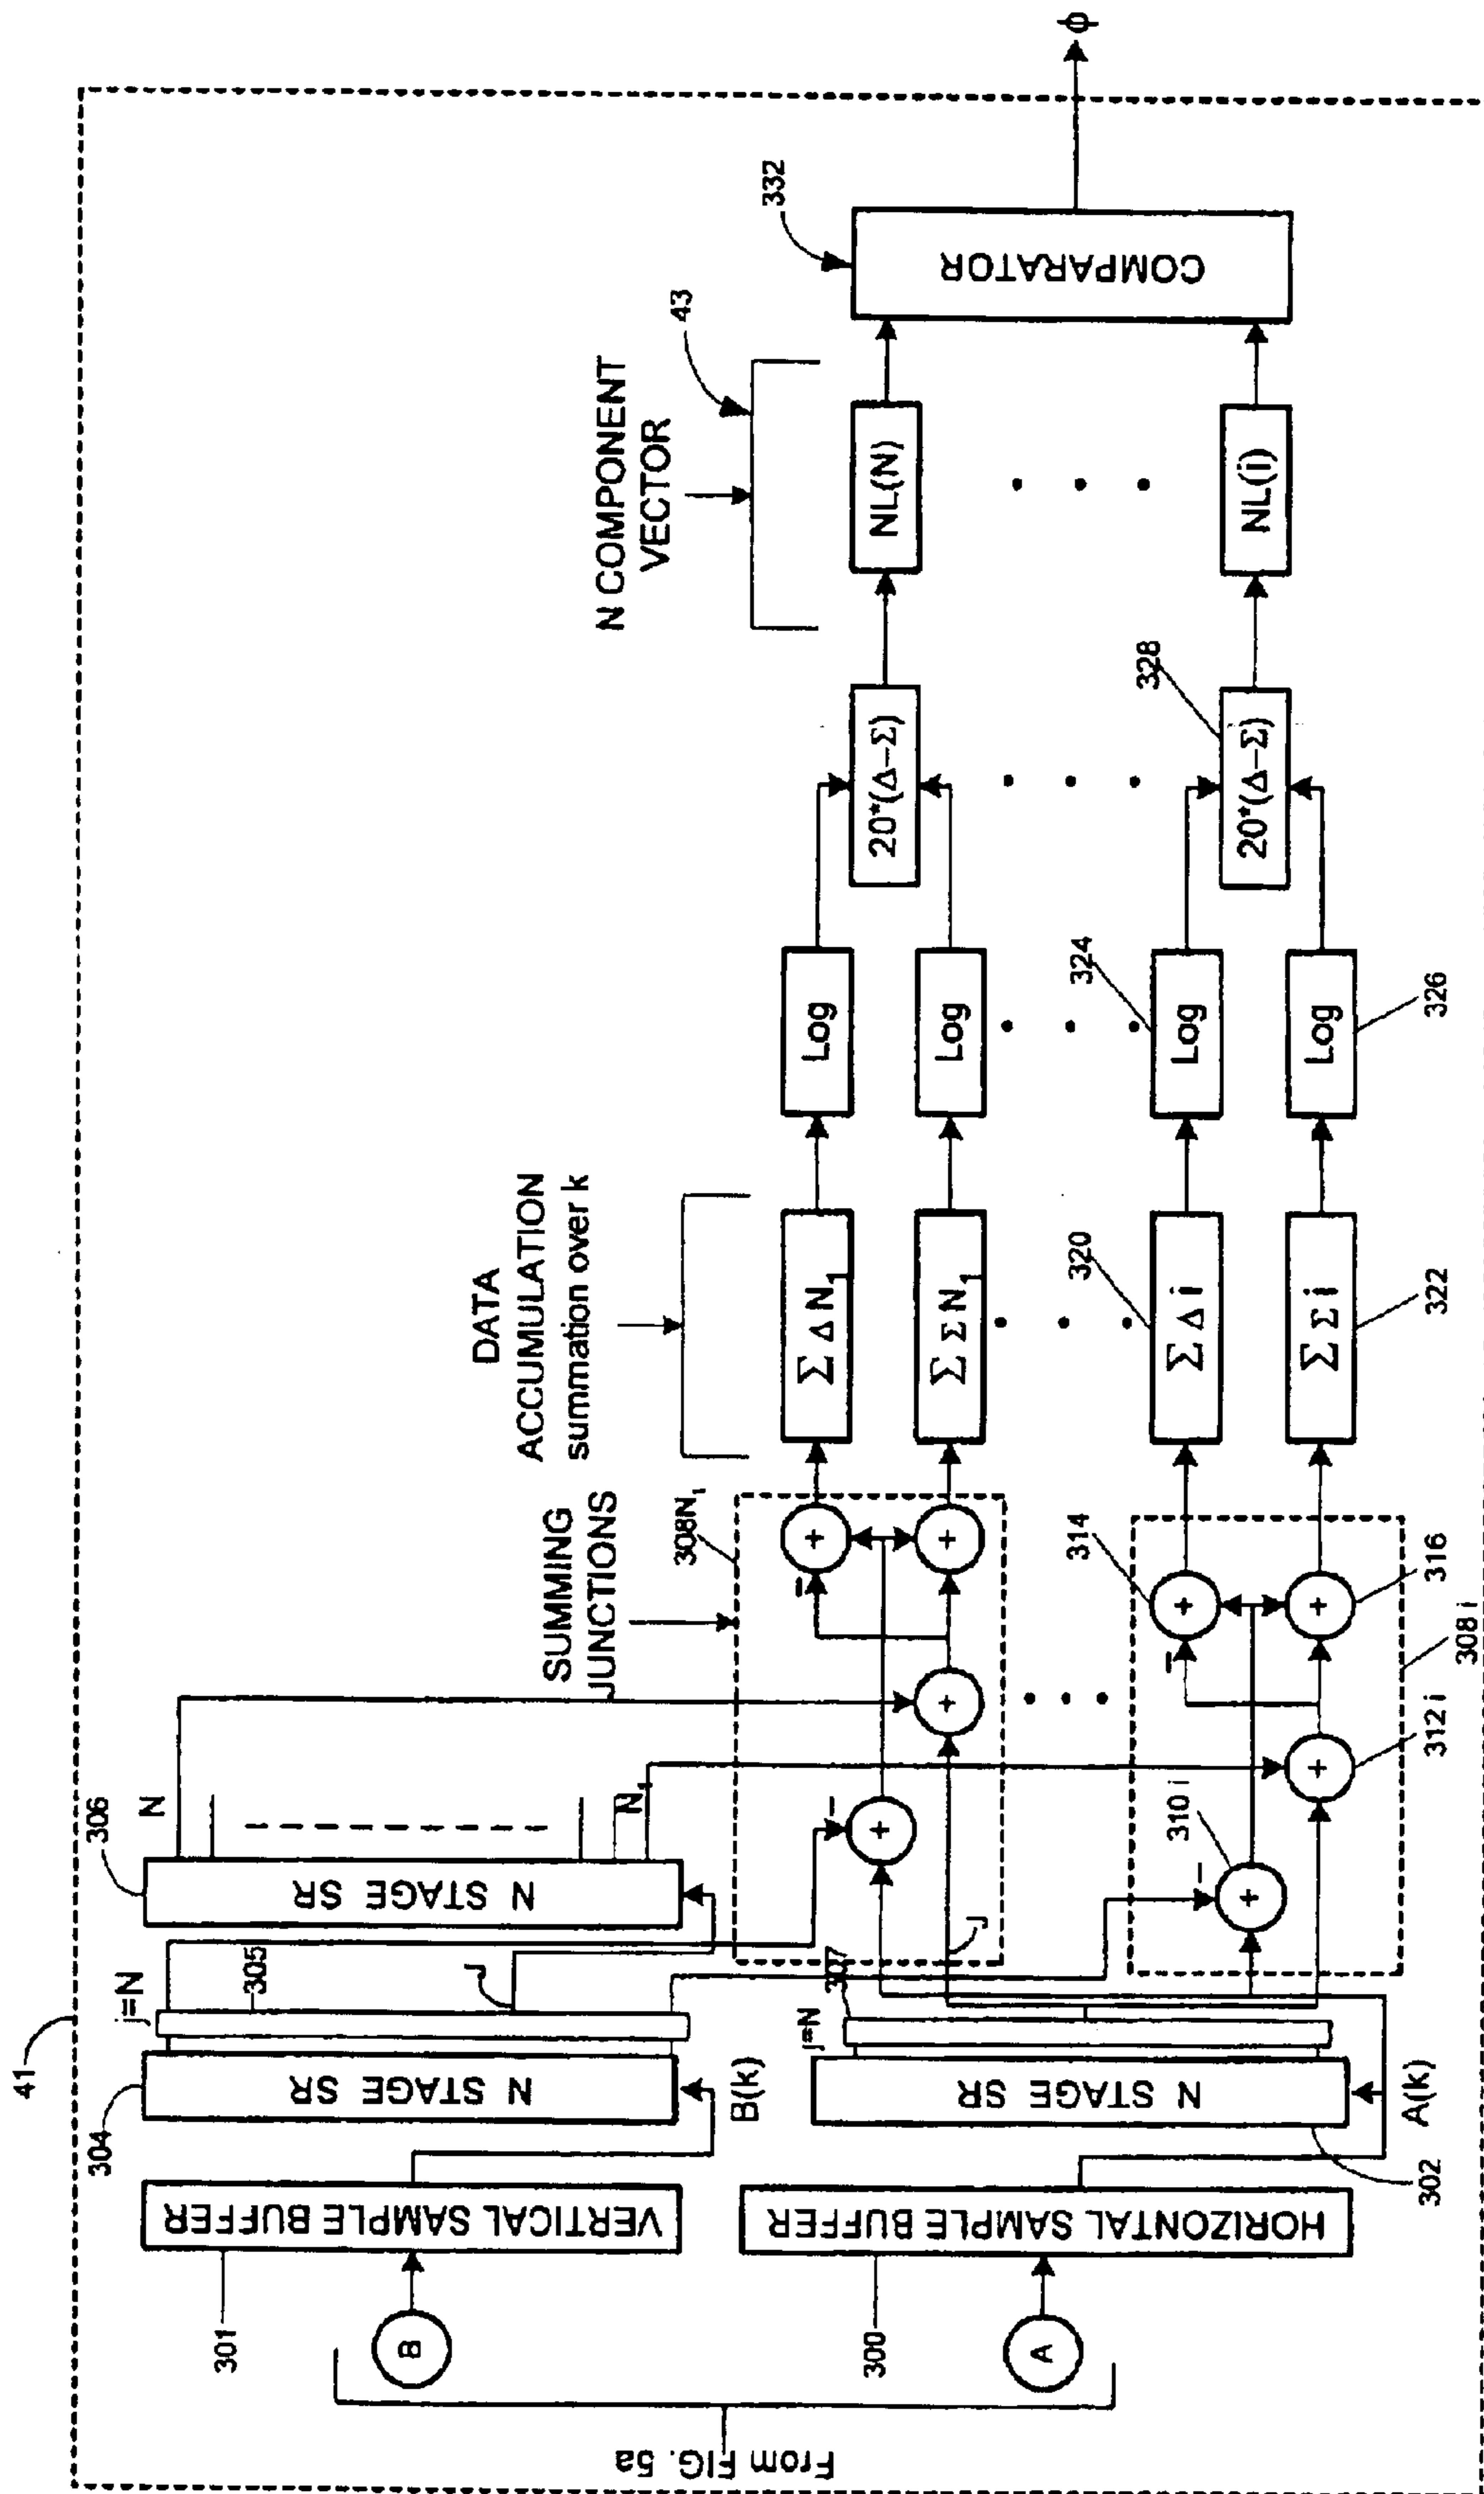 41
From FIG. 5a
B
A
301
300
VERTICAL SAMPLE BUFFER
HORIZONTAL SAMPLE BUFFER
304
N STAGE SR
B(k)
302
N STAGE SR
A(k)
j=N
305
J
j=N
307
306
N STAGE SR
N
N1
J
SUMMING
JUNCTIONS
308N1
+
−
+
+
−
+
310 i
+
−
312 i
+
314
+
−
316
+
308 i
DATA
ACCUMULATION
summation over k
Σ Δ N1
Σ Σ N1
320
Σ Δ i
322
Σ Σ i
Log
Log
324
Log
326
Log
20*(Δ−Σ)
328
20*(Δ−Σ)
N COMPONENT
VECTOR
43
NL(N)
NL(i)
332
COMPARATOR
Φ